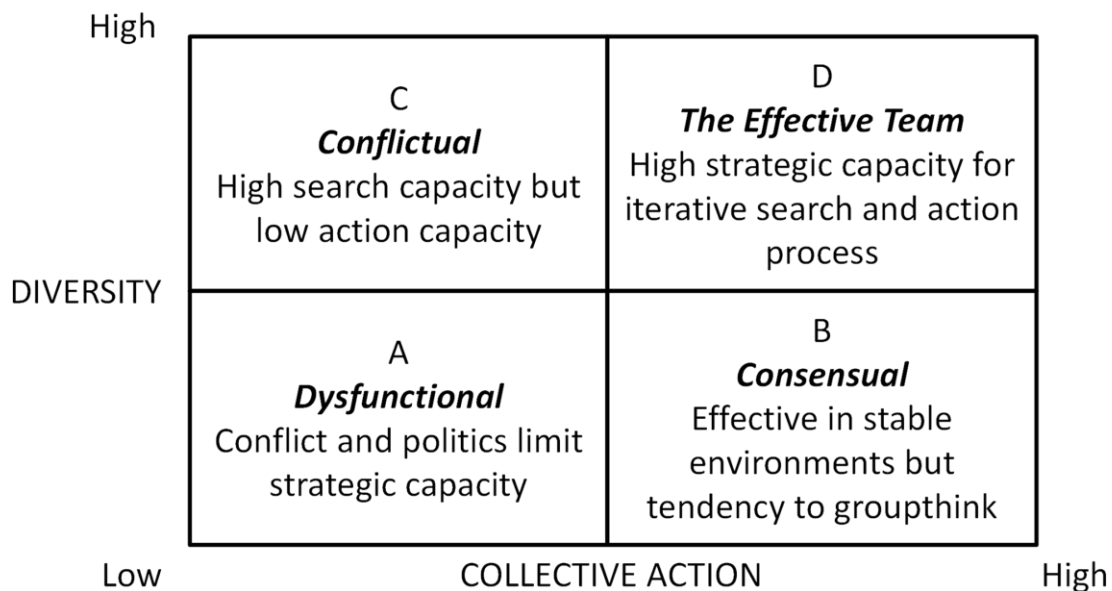 High
C
Conflictual
High search capacity but
low action capacity
D
The Effective Team
High strategic capacity for
iterative search and action
process
DIVERSITY
A
Dysfunctional
Conflict and politics limit
strategic capacity
B
Consensual
Effective in stable
environments but
tendency to groupthink
Low
COLLECTIVE ACTION
High